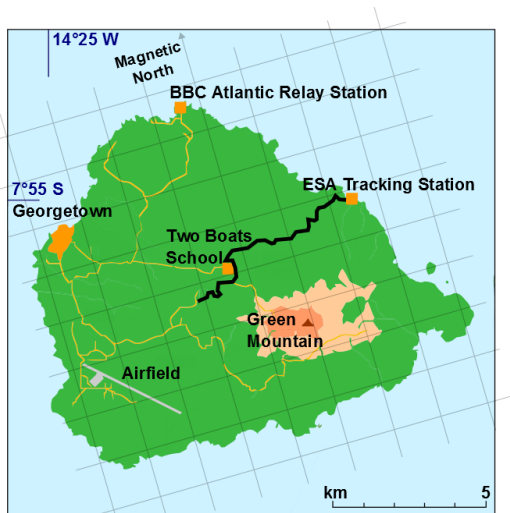 14°25 W
Magnetic
North
BBC Atlantic Relay Station
7°55 S
ESA Tracking Station
Georgetown
Two Boats
School
Green
Mountain
Airfield
km
5